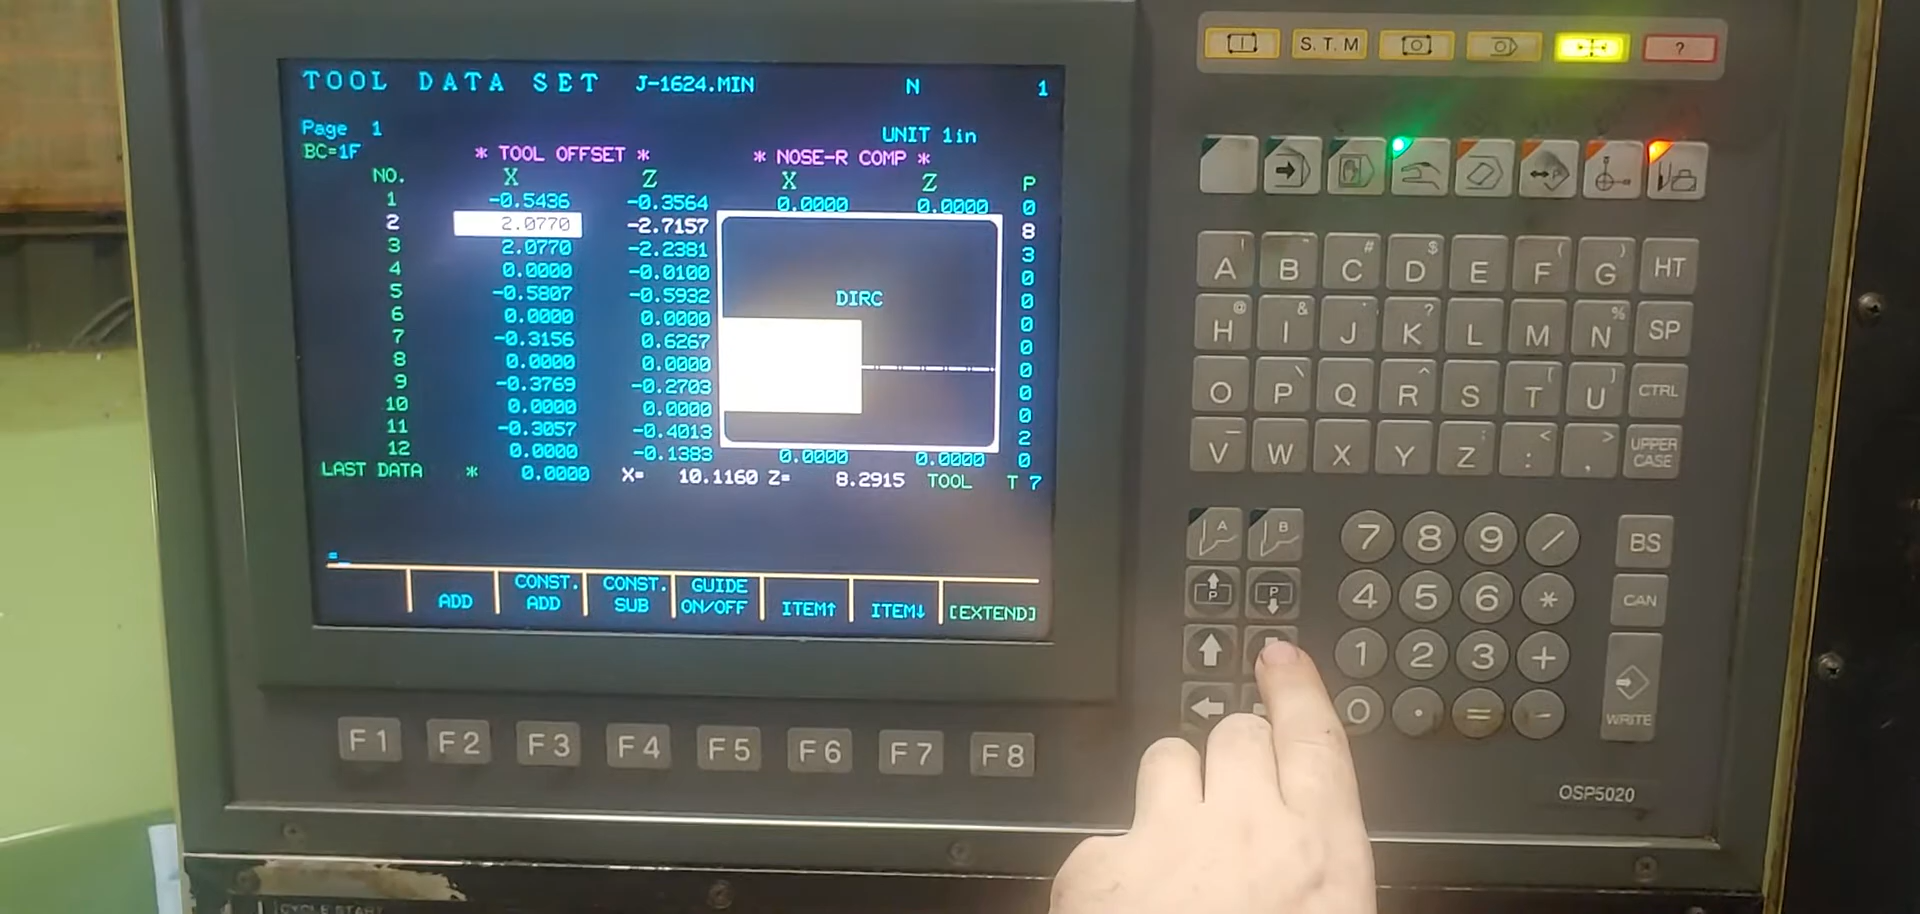 TOOL DATA SET J-1624.MIN N 1
Page 1 UNIT 1in
BC=1F * TOOL OFFSET * * NOSE-R COMP *
NO. X Z X Z P
1 -0.5436 -0.3564 0.0000 0.0000 0
2 2.0770 -2.7157 8
3 2.0770 -2.2381 3
4 0.0000 -0.0100 0
DIRC
5 -0.5807 -0.5932 0
6 0.0000 0.0000 0
7 -0.3156 0.6267 0
8 0.0000 0.0000 0
9 -0.3769 -0.2703 0
10 0.0000 0.0000 0
11 -0.3057 -0.4013 2
12 0.0000 -0.1383 0.0000 0.0000 0
LAST DATA * 0.0000 X= 10.1160 Z= 8.2915 TOOL T 7
=_
ADD CONST. ADD CONST. SUB GUIDE ON/OFF ITEM↑ ITEM↓ [EXTEND]
F1 F2 F3 F4 F5 F6 F7 F8
S.T.M ?
A ! B " C # D $ E F ( G ) HT
H @ I & J ' K ? L M N % SP
O P \ Q R ^ S T [ U ] CTRL
V W X Y Z ; : < , > UPPER CASE
A B 7 8 9 / BS
P P 4 5 6 * CAN
1 2 3 +
0 . = - WRITE
OSP5020
CYCLE START